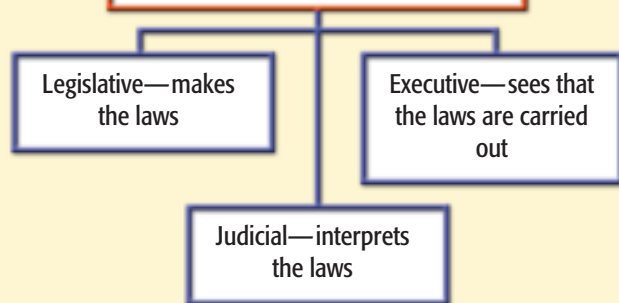 Legislative—makes
the laws
Executive—sees that
the laws are carried
out
Judicial—interprets
the laws